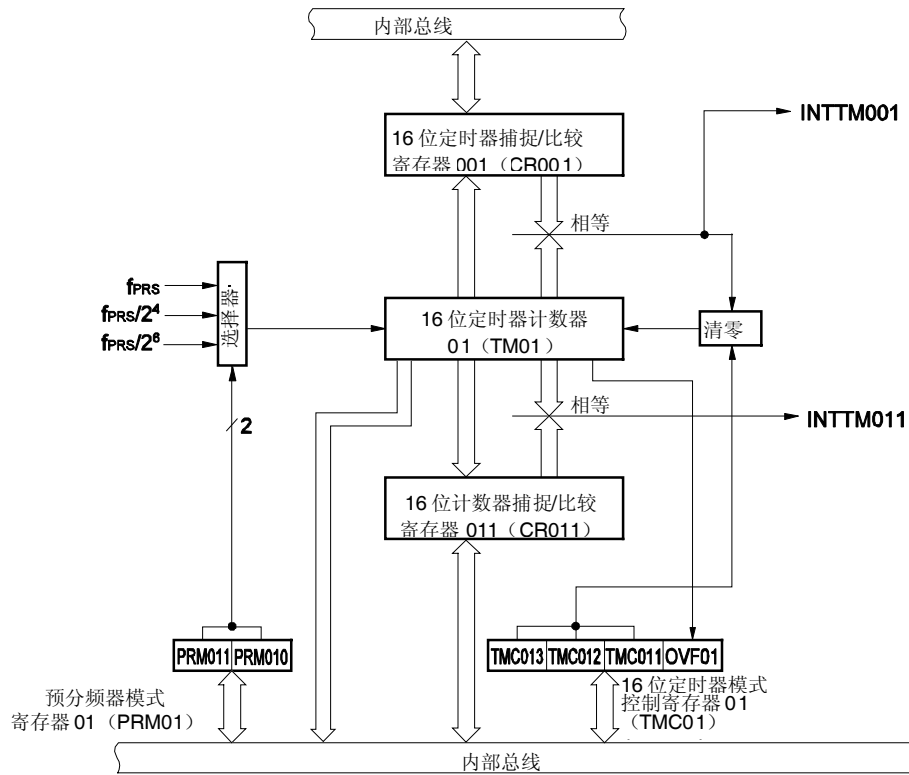 内部总线
INTTM001
16 位定时器捕捉/比较
寄存器 001（CR001）
相等
fPRS
fPRS/2⁴
fPRS/2⁶
选择器
16 位定时器计数器
01（TM01）
清零
相等
INTTM011
2
16 位计数器捕捉/比较
寄存器 011（CR011）
PRM011 PRM010
TMC013 TMC012 TMC011 OVF01
预分频器模式
寄存器 01（PRM01）
16 位定时器模式
控制寄存器 01
（TMC01）
内部总线